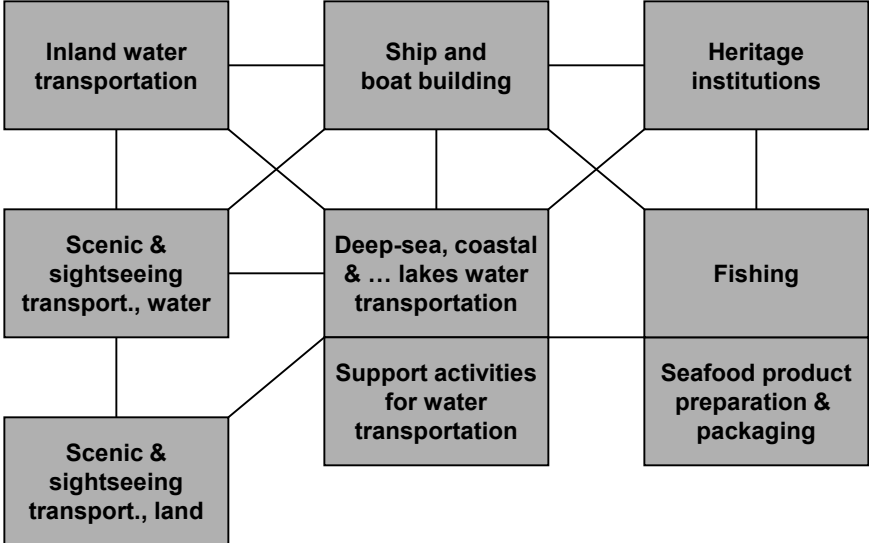 Inland water
transportation
Ship and
boat building
Heritage
institutions
Scenic &
sightseeing
transport., water
Deep-sea, coastal
& … lakes water
transportation
Fishing
Support activities
for water
transportation
Seafood product
preparation &
packaging
Scenic &
sightseeing
transport., land